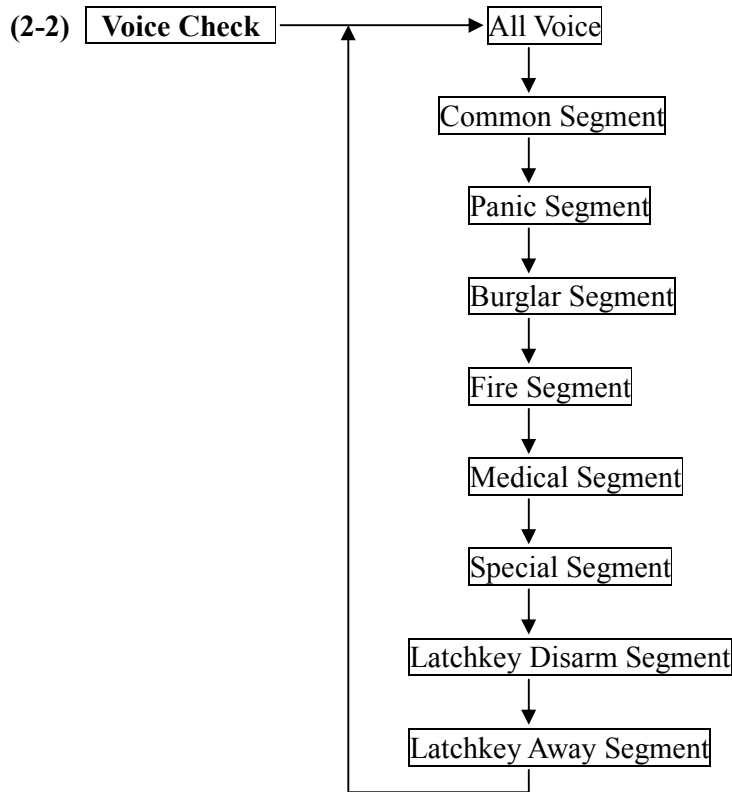 (2-2) Voice Check All Voice
Common Segment
Panic Segment
Burglar Segment
Fire Segment
Medical Segment
Special Segment
Latchkey Disarm Segment
Latchkey Away Segment